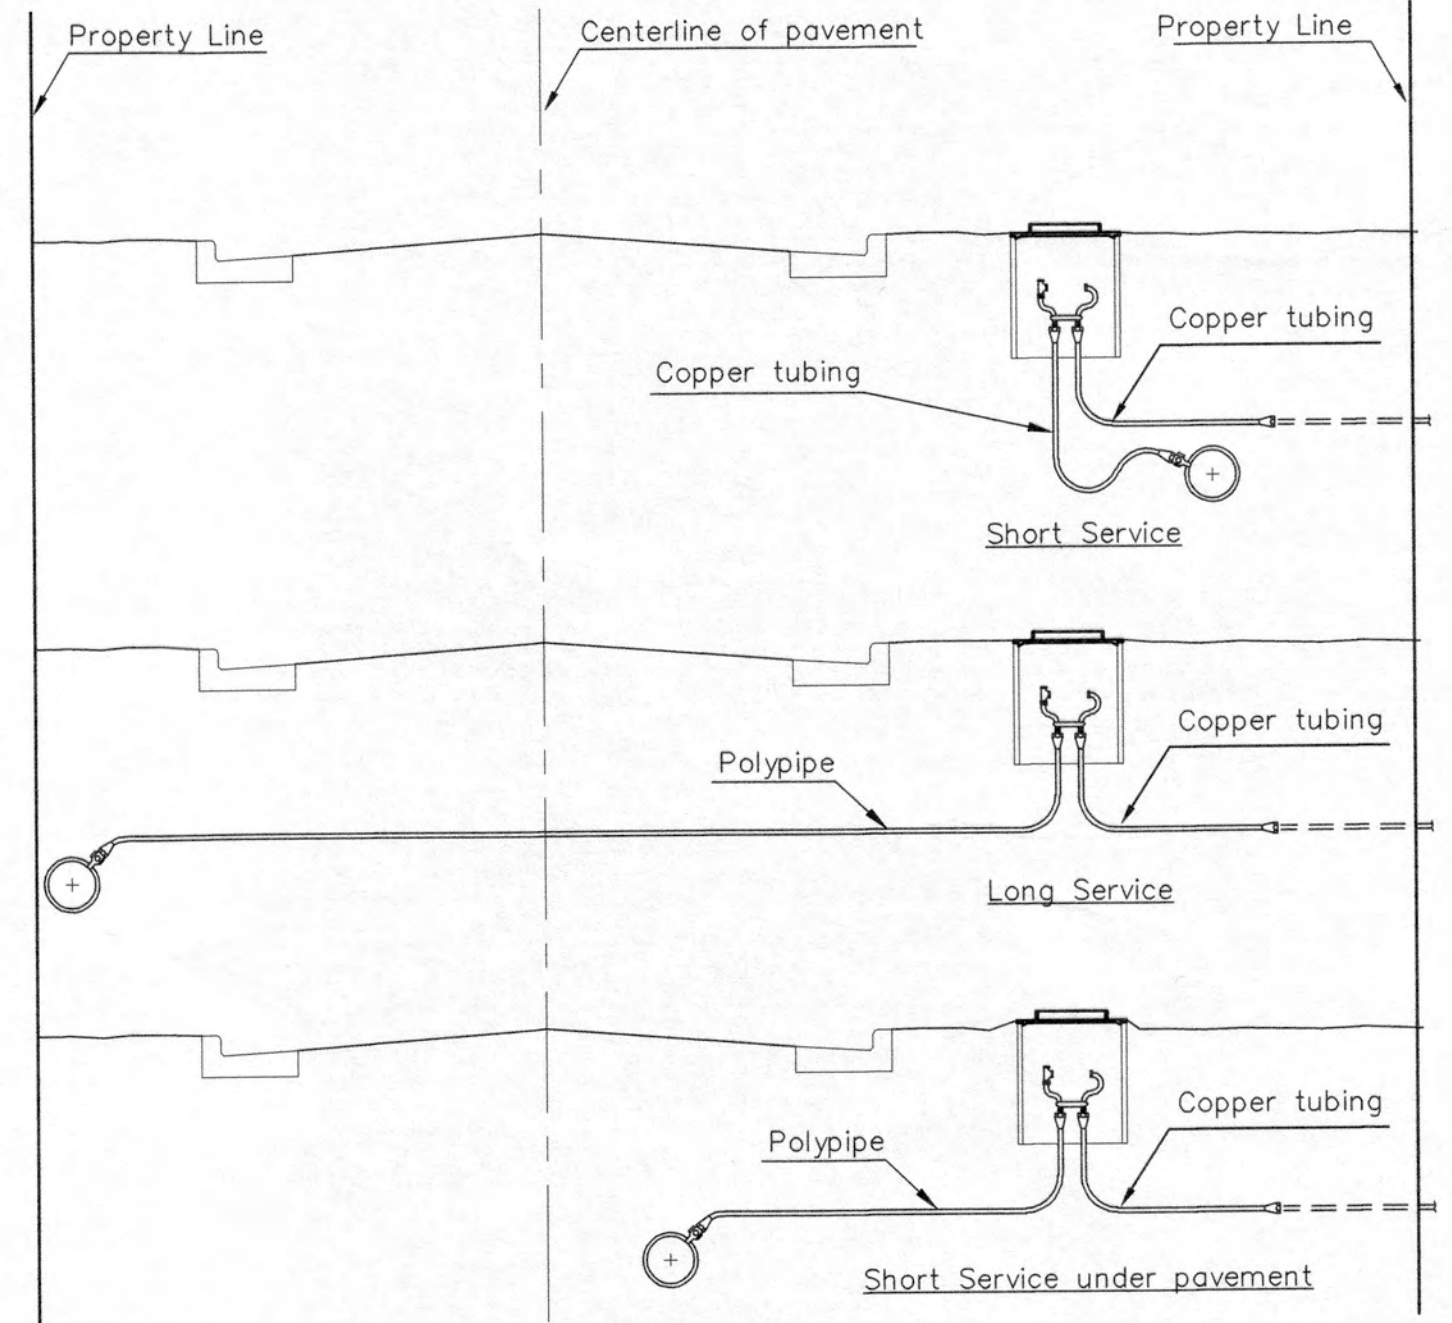 Property Line
Centerline of pavement
Property Line
Copper tubing
Copper tubing
Short Service
Copper tubing
Polypipe
Long Service
Copper tubing
Polypipe
Short Service under pavement